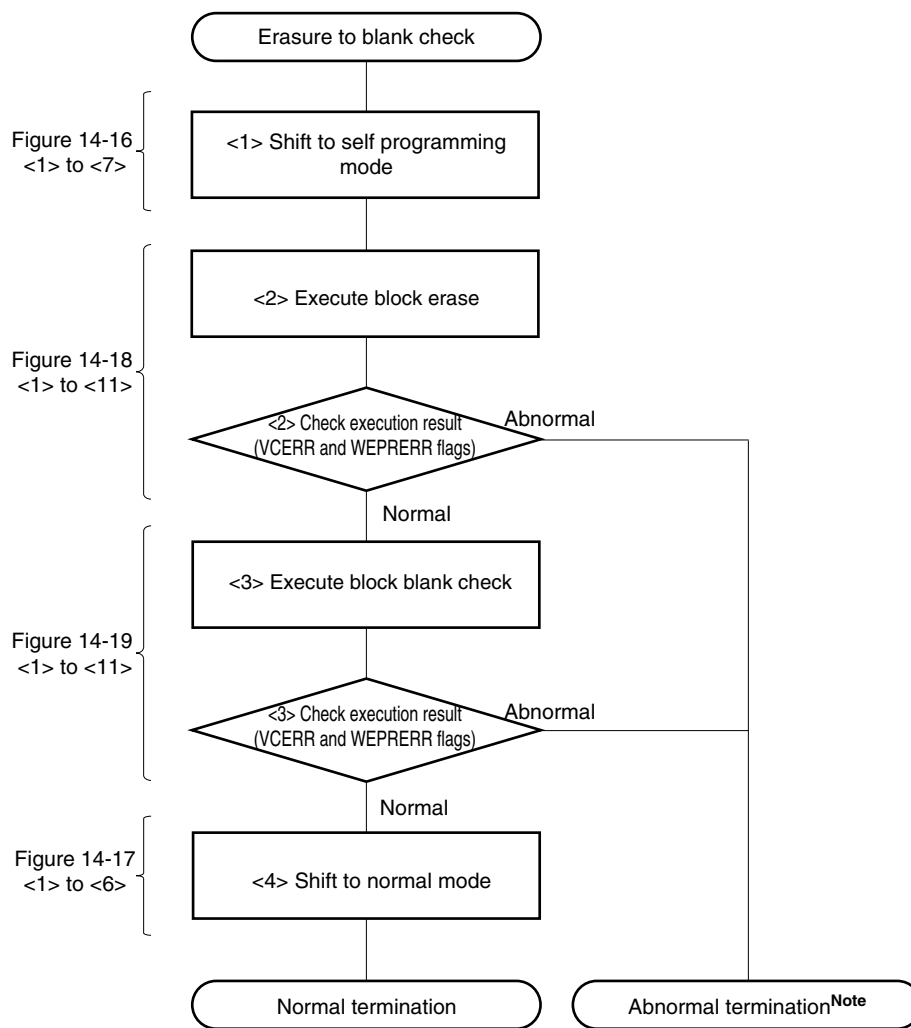 Erasure to blank check
Figure 14-16
<1> to <7>
<1> Shift to self programming
mode
<2> Execute block erase
Figure 14-18
<1> to <11>
<2> Check execution result
(VCERR and WEPRERR flags)
Abnormal
Normal
<3> Execute block blank check
Figure 14-19
<1> to <11>
<3> Check execution result
(VCERR and WEPRERR flags)
Abnormal
Normal
Figure 14-17
<1> to <6>
<4> Shift to normal mode
Normal termination
Abnormal termination Note